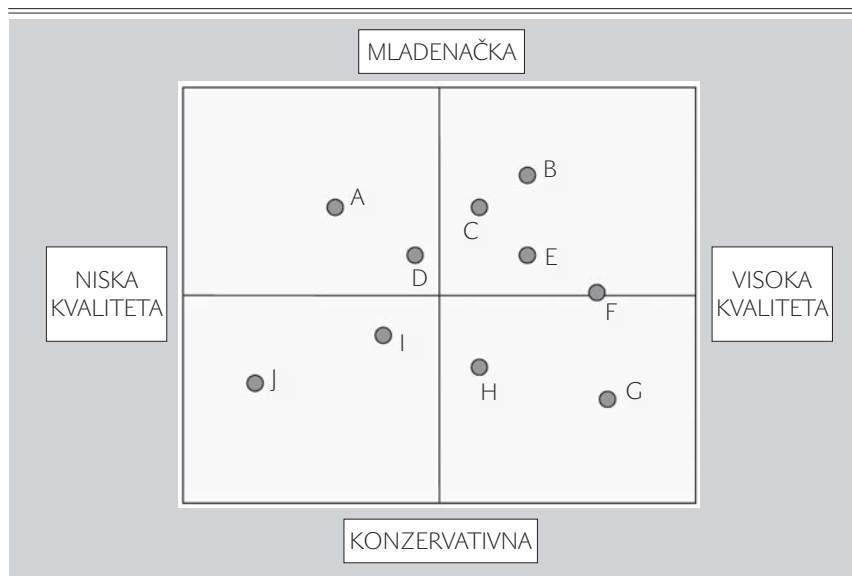 MLADENAČKA
B
A
C
E
D
NISKA
KVALITETA
VISOKA
KVALITETA
F
I
J
H
G
KONZERVATIVNA